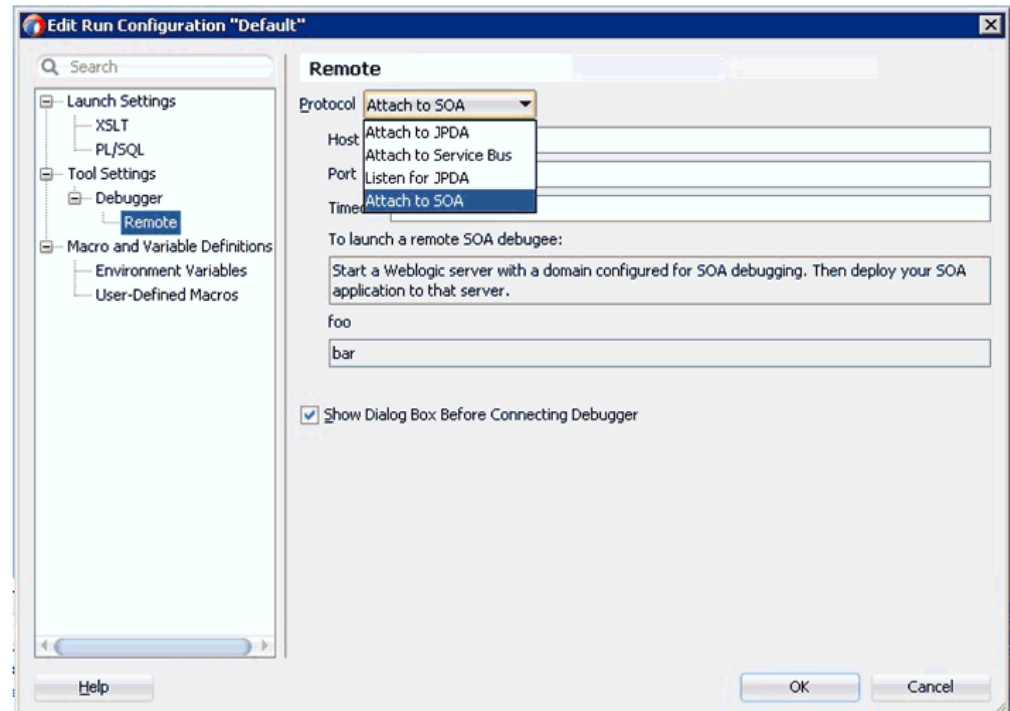 Edit Run Configuration "Default"
Search
Launch Settings
XSLT
PL/SQL
Tool Settings
Debugger
Remote
Macro and Variable Definitions
Environment Variables
User-Defined Macros
Remote
Protocol Attach to SOA
Attach to JPDA
Attach to Service Bus
Listen for JPDA
Attach to SOA
Host
Port
To launch a remote SOA debugee:
Start a Weblogic server with a domain configured for SOA debugging. Then deploy your SOA
application to that server.
foo
bar
Show Dialog Box Before Connecting Debugger
Help
OK
Cancel